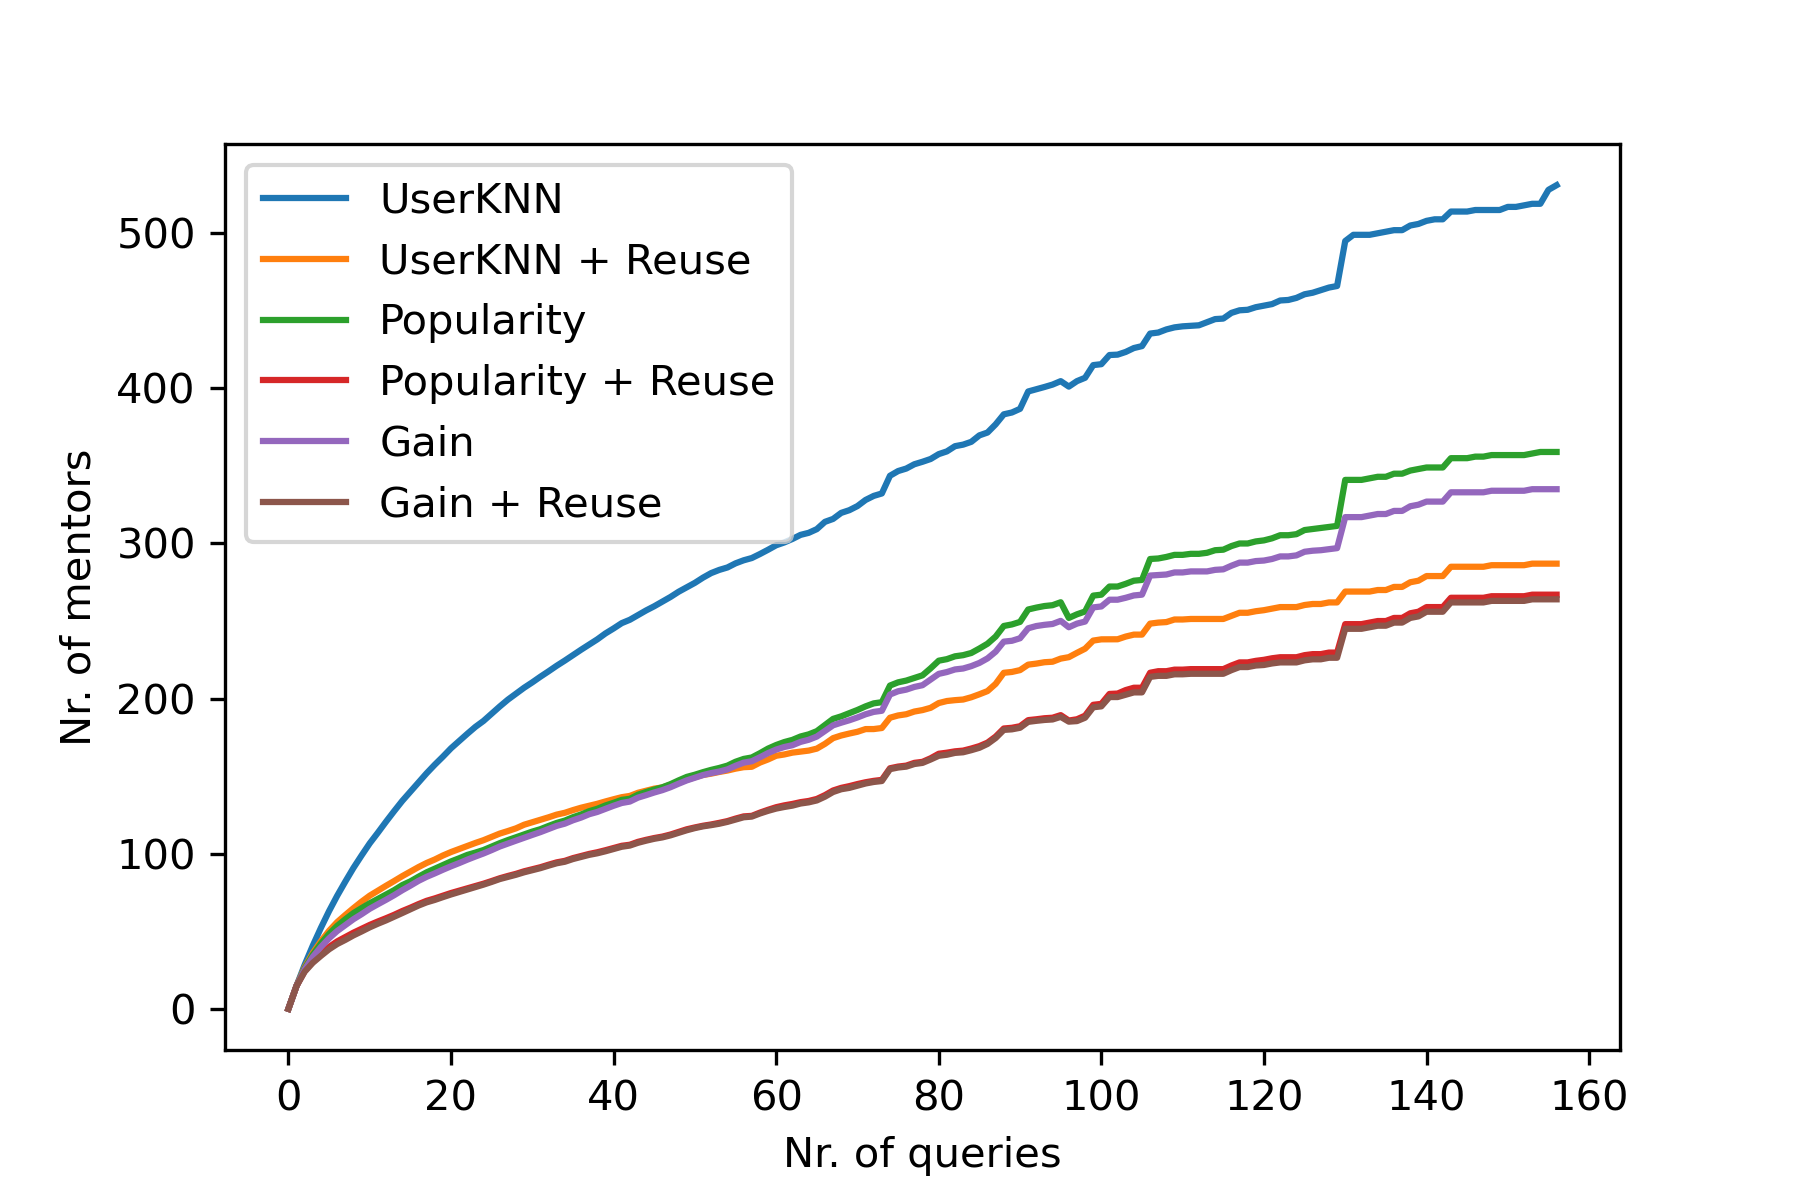 UserKNN
UserKNN + Reuse
Popularity
Popularity + Reuse
Gain
Gain + Reuse
Nr. of mentors
500
400
300
200
100
0
0 20 40 60 80 100 120 140 160
Nr. of queries